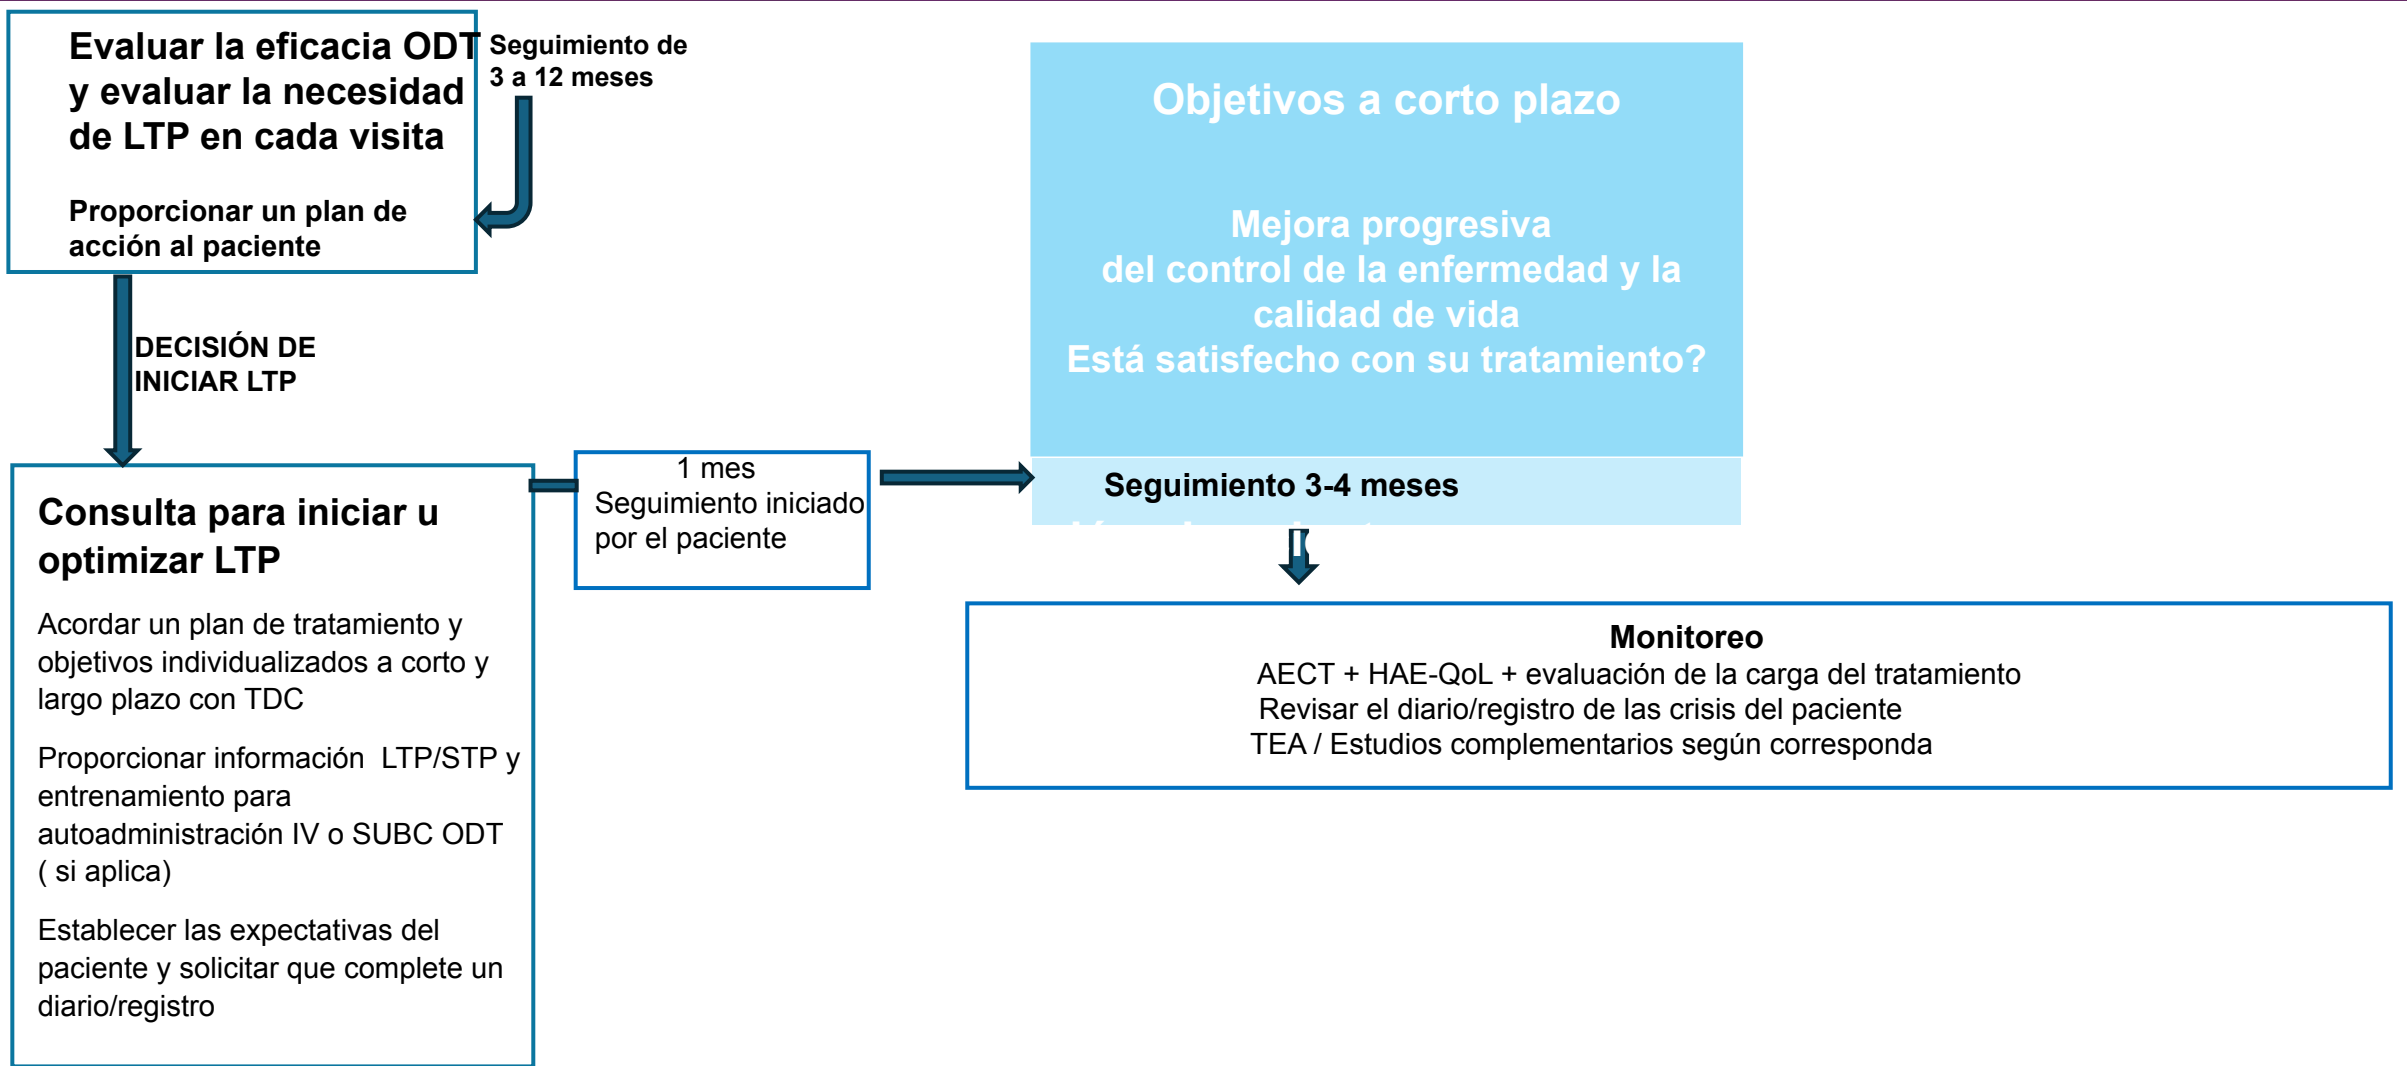 Evaluar la eficacia ODT
y evaluar la necesidad
de LTP en cada visita
Proporcionar un plan de
acción al paciente
Seguimiento de
3 a 12 meses
DECISIÓN DE
INICIAR LTP
Consulta para iniciar u
optimizar LTP
Acordar un plan de tratamiento y
objetivos individualizados a corto y
largo plazo con TDC
Proporcionar información  LTP/STP y
entrenamiento para
autoadministración IV o SUBC ODT
( si aplica)
Establecer las expectativas del
paciente y solicitar que complete un
diario/registro
1 mes
Seguimiento iniciado
por el paciente
Objetivos a corto plazo
Mejora progresiva
del control de la enfermedad y la
calidad de vida
Está satisfecho con su tratamiento?
Seguimiento 3-4 meses
Monitoreo
AECT + HAE-QoL + evaluación de la carga del tratamiento
Revisar el diario/registro de las crisis del paciente
TEA / Estudios complementarios según corresponda